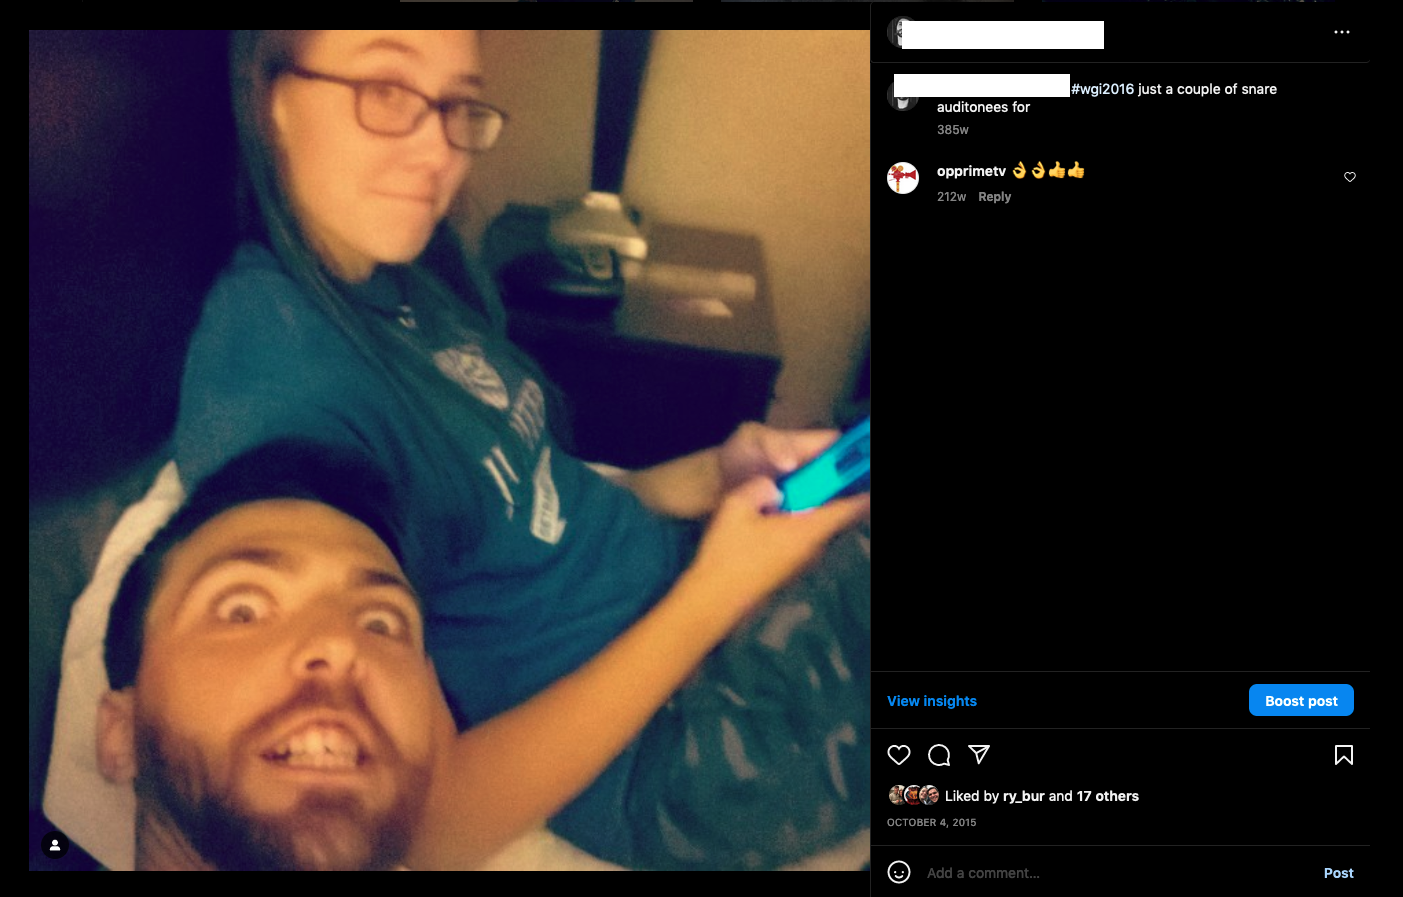 #wgi2016 just a couple of snare
auditonees for
385w
opprimetv 👌👌👍👍
212w Reply
View insights
Boost post
Liked by ry_bur and 17 others
OCTOBER 4, 2015
Add a comment...
Post